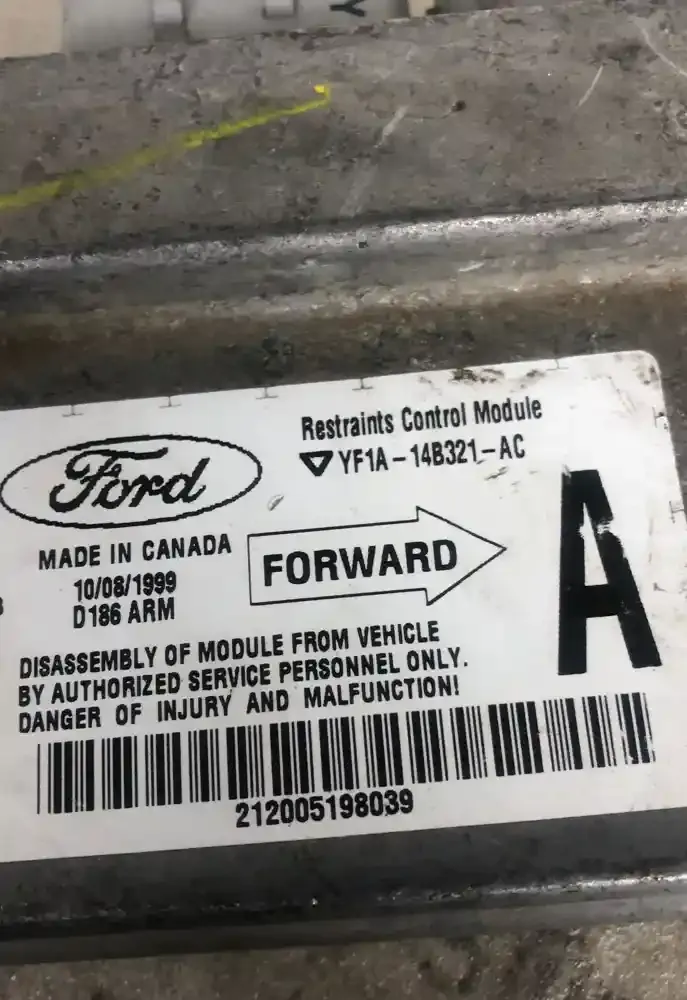 Restraints Control Module
YF1A-14B321-AC
Ford
MADE IN CANADA
10/08/1999
D186 ARM
FORWARD
A
DISASSEMBLY OF MODULE FROM VEHICLE
BY AUTHORIZED SERVICE PERSONNEL ONLY.
DANGER OF INJURY AND MALFUNCTION!
212005198039